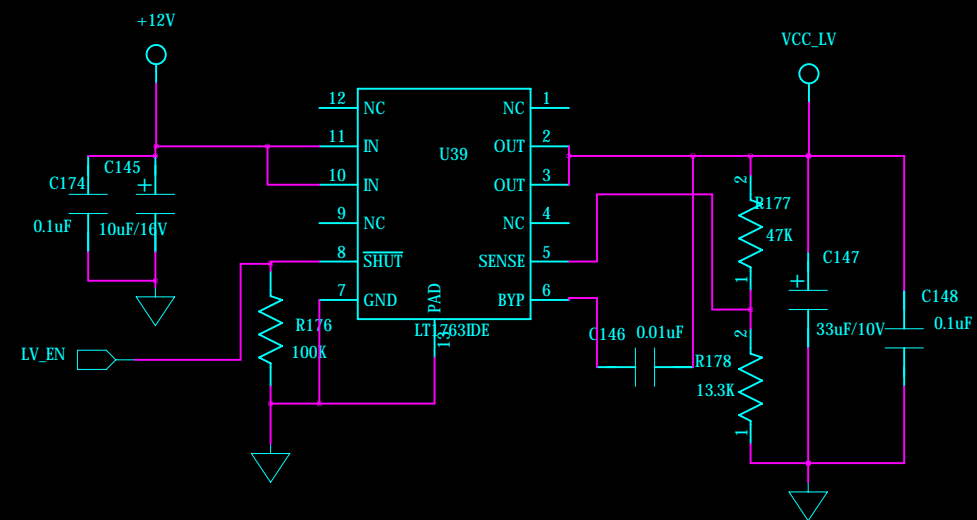 +12V
VCC_LV
12 NC NC 1
11 IN OUT 2
U39
10 IN OUT 3
9 NC NC 4
8 SHUT SENSE 5
7 GND BYP 6
PAD
13
LT1763IDE
C174
0.1uF
C145
+
10uF/16V
LV_EN
R176
100K
C146
0.01uF
2
R177
47K
1
2
R178
13.3K
1
C147
+
33uF/10V
C148
0.1uF